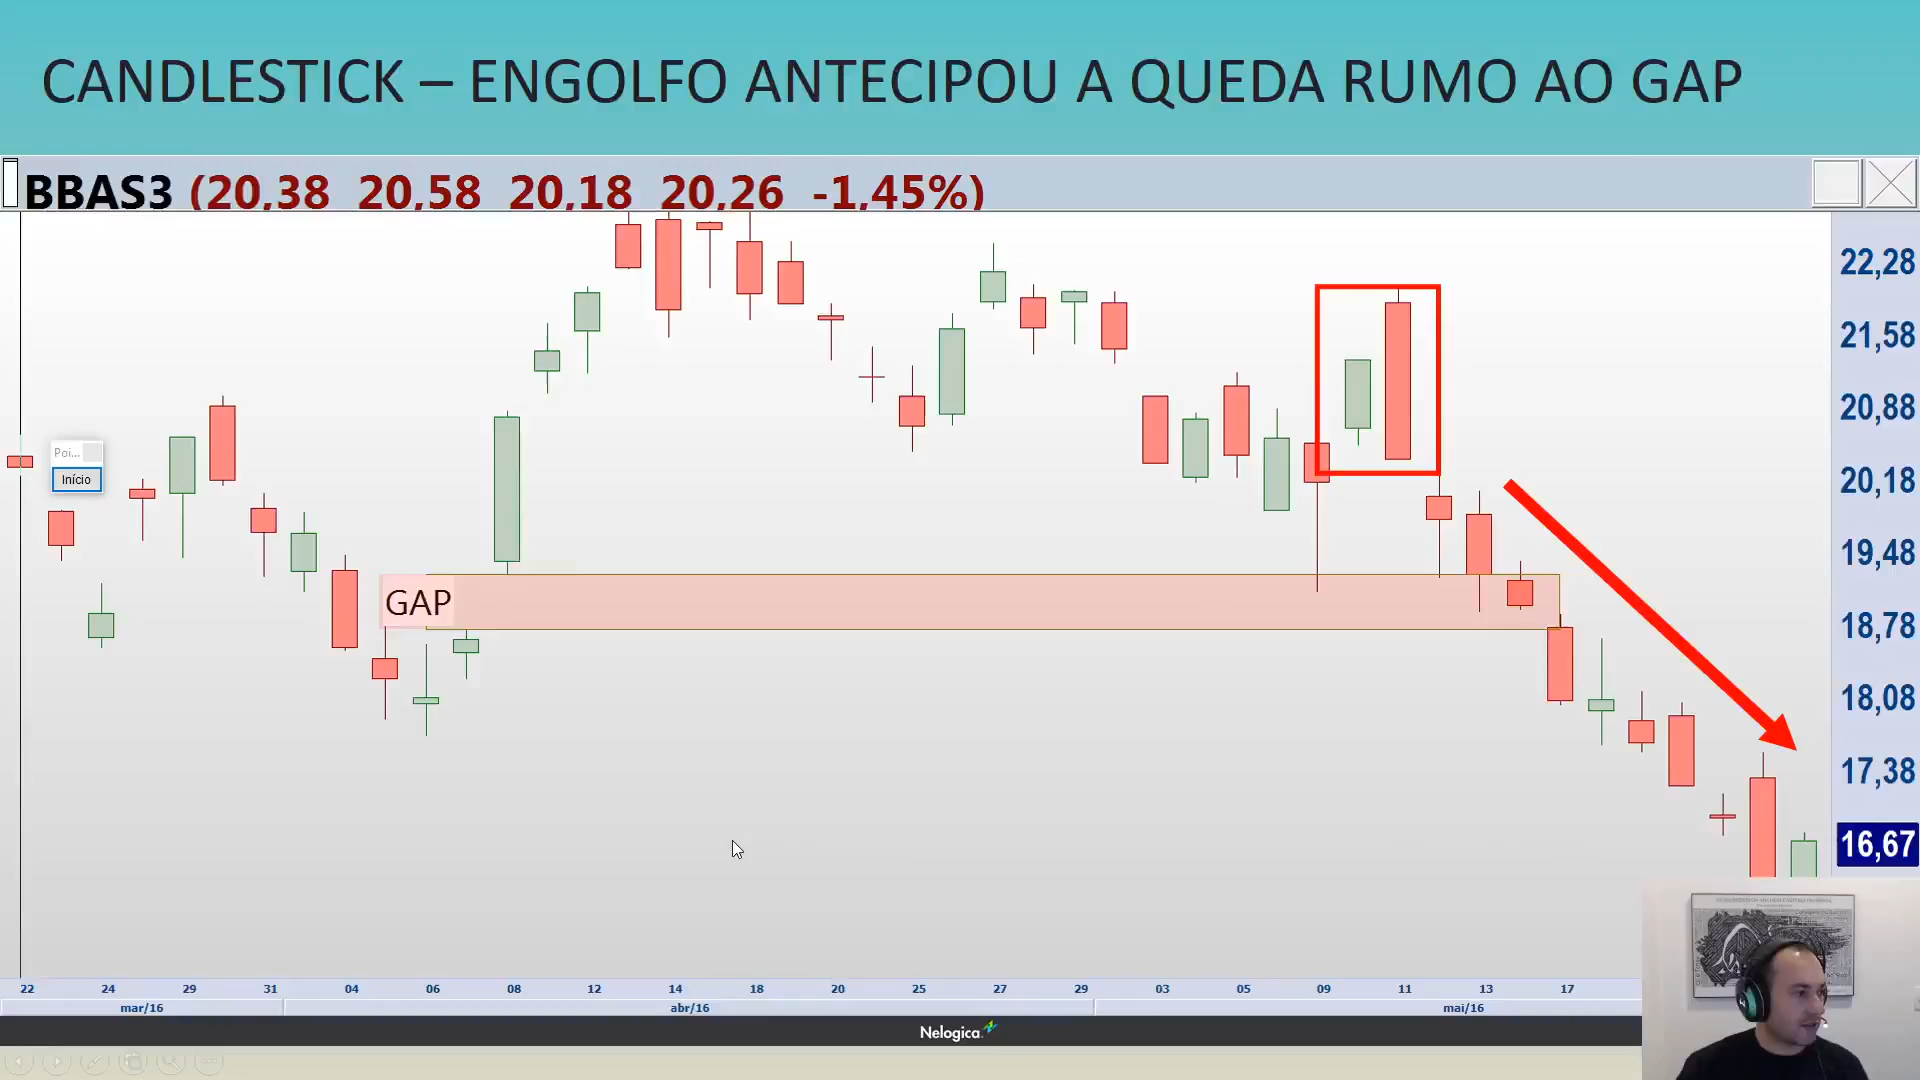 CANDLESTICK – ENGOLFO ANTECIPOU A QUEDA RUMO AO GAP
BBAS3 (20,38 20,58 20,18 20,26 -1,45%)
22,28
21,58
20,88
20,18
19,48
18,78
18,08
17,38
16,67
Poi...
Início
GAP
22 24 29 31 04 06 08 12 14 18 20 25 27 29 03 05 09 11 13 17
mar/16 abr/16 mai/16
Nelogica